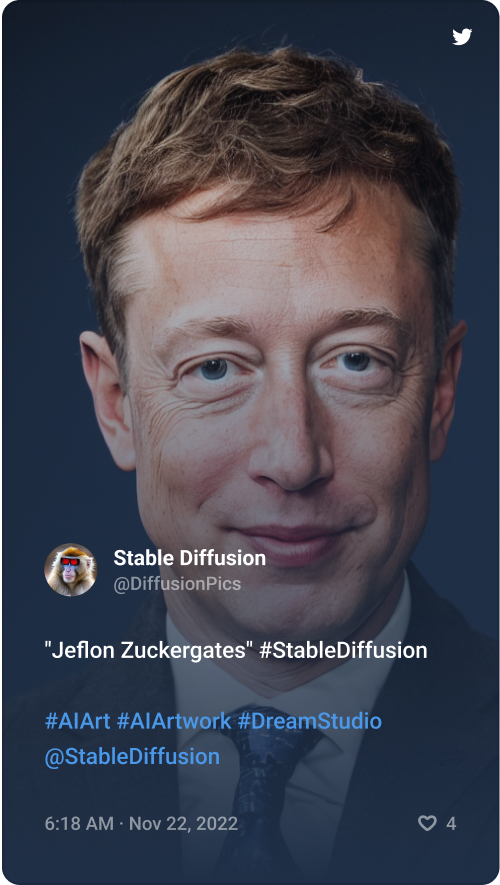 Stable Diffusion
@DiffusionPics
"Jeflon Zuckergates" #StableDiffusion
#AIArt #AIArtwork #DreamStudio
@StableDiffusion
6:18 AM · Nov 22, 2022
4